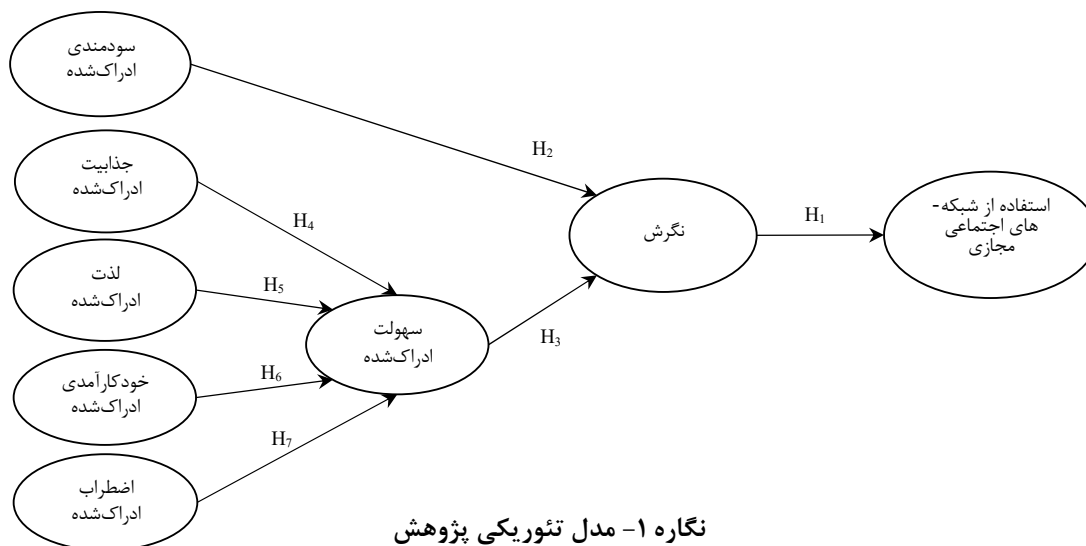 سودمندی
ادراک‌شده
H₂
جذابیت
ادراک‌شده
H₄
استفاده از شبکه-
های اجتماعی
مجازی
H₁
نگرش
لذت
ادراک‌شده
H₅
سهولت
ادراک‌شده
H₃
خودکارآمدی
ادراک‌شده
H₆
H₇
اضطراب
ادراک‌شده
نگاره ۱- مدل تئوریکی پژوهش